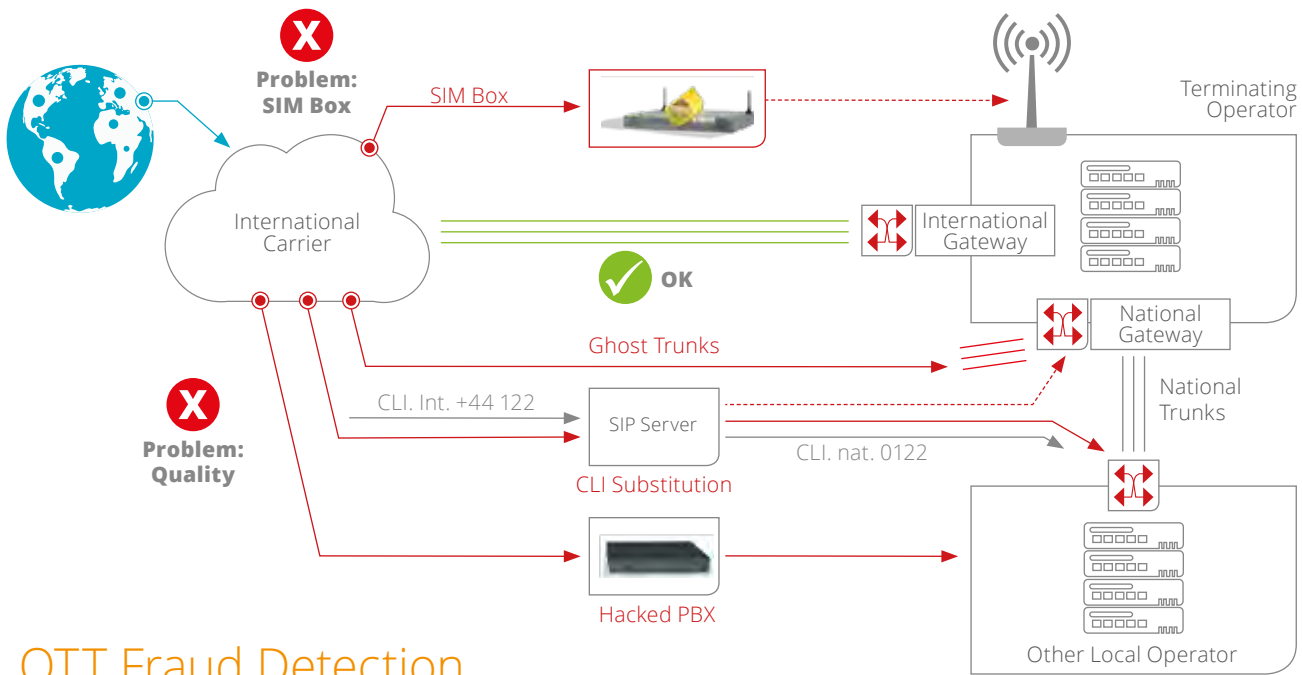 X
Problem:
SIM Box
SIM Box
Terminating
Operator
International
Carrier
International
Gateway
OK
National
Gateway
Ghost Trunks
National
Trunks
X
Problem:
Quality
CLI. Int. +44 122
SIP Server
CLI. nat. 0122
CLI Substitution
Hacked PBX
Other Local Operator
OTT Fraud Detection